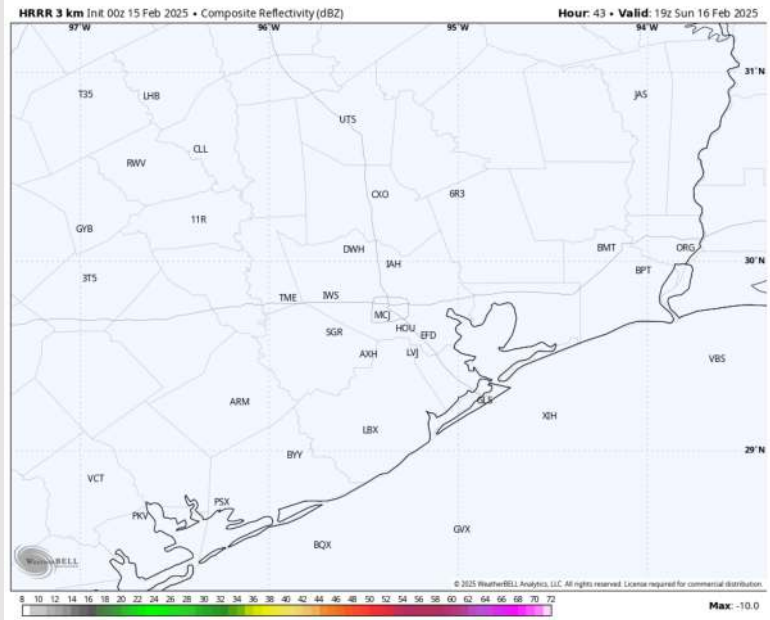 HRRR 3 km Init 00z 15 Feb 2025 • Composite Reflectivity (dBZ)
Hour: 43 • Valid: 19z Sun 16 Feb 2025
97°W 96°W 95°W 94°W
31°N
T35 LHB JAS
UTS
CLL
RWV
CXO 6R3
11R
GYB
DWH BMT ORG
IAH
30°N
3T5 BPT
TME IWS
MCJ
SGR HOU EFD
AXH LVJ VBS
ARM GLS
XIH
LBX
29°N
BYY
VCT
PSX
PKV
GVX
BQX
WeatherBELL
© 2025 WeatherBELL Analytics, LLC. All rights reserved. License required for commercial distribution.
8 10 12 14 16 17 18 20 22 24 26 28 30 32 34 36 38 40 42 44 46 48 50 52 54 56 58 60 62 64 66 68 70 72
Max: -10.0